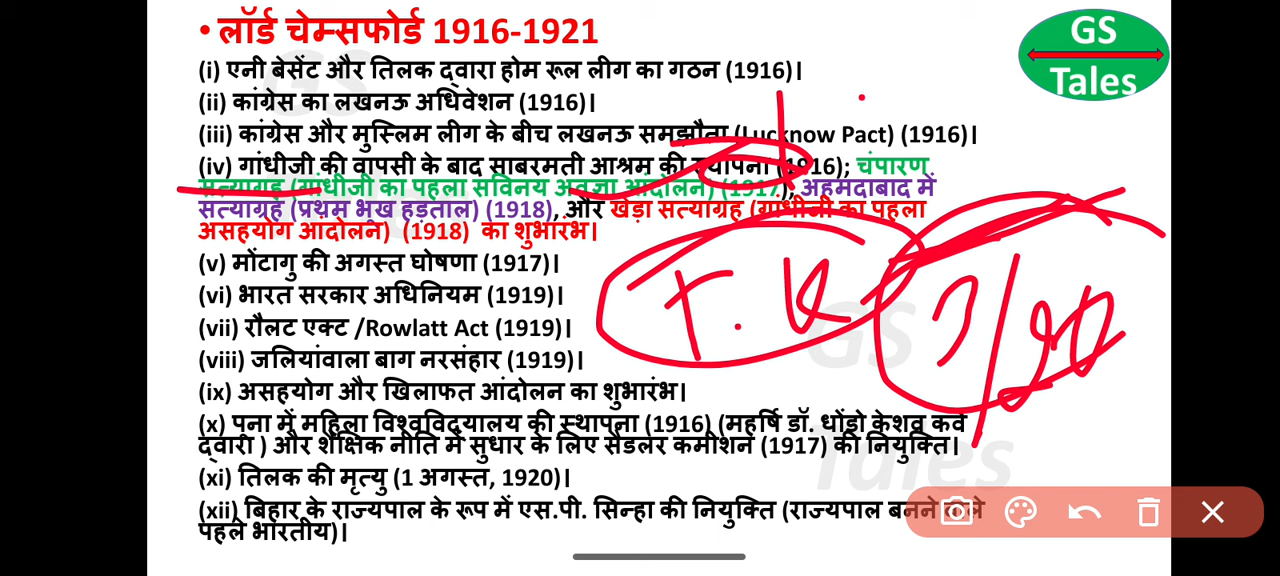 • लॉर्ड चेम्सफोर्ड 1916-1921
GS
Tales
(i) एनी बेसेंट और तिलक द्वारा होम रूल लीग का गठन (1916)।
(ii) कांग्रेस का लखनऊ अधिवेशन (1916)।
(iii) कांग्रेस और मुस्लिम लीग के बीच लखनऊ समझौता (Lucknow Pact) (1916)।
(iv) गांधीजी की वापसी के बाद साबरमती आश्रम की स्थापना (1916); चंपारण
सत्याग्रह (गांधीजी का पहला सविनय अवज्ञा आंदोलन) (1917), अहमदाबाद में
सत्याग्रह (प्रथम भूख हड़ताल) (1918), और खेड़ा सत्याग्रह (गांधीजी का पहला
असहयोग आंदोलन) (1918) का शुभारंभ।
(v) मोंटागु की अगस्त घोषणा (1917)।
(vi) भारत सरकार अधिनियम (1919)।
(vii) रौलट एक्ट /Rowlatt Act (1919)।
(viii) जलियांवाला बाग नरसंहार (1919)।
(ix) असहयोग और खिलाफत आंदोलन का शुभारंभ।
(x) पूना में महिला विश्वविद्यालय की स्थापना (1916) (महर्षि डॉ. धोंडो केशव कर्वे
द्वारा ) और शैक्षिक नीति में सुधार के लिए सैडलर कमीशन (1917) की नियुक्ति।
(xi) तिलक की मृत्यु (1 अगस्त, 1920)।
(xii) बिहार के राज्यपाल के रूप में एस.पी. सिन्हा की नियुक्ति (राज्यपाल बनने वाले
पहले भारतीय)।
T. K
GS
Tales